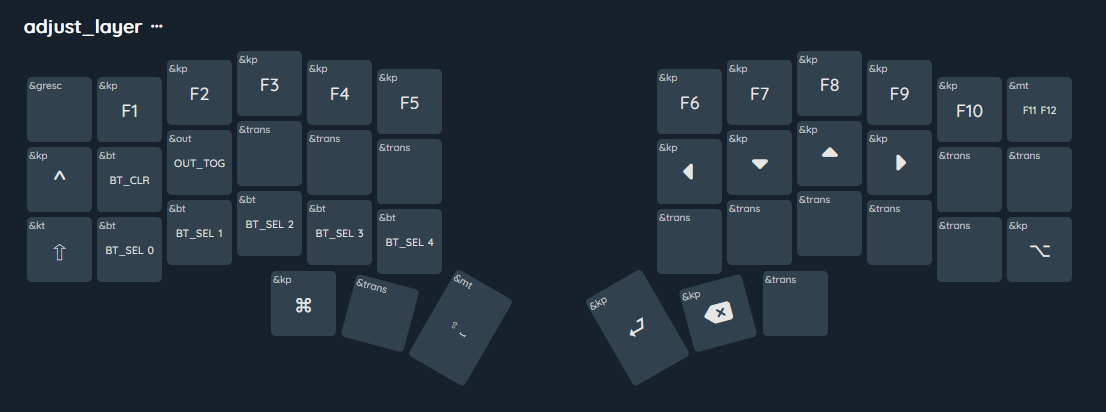 adjust_layer ···
&gresc
&kp F1
&kp F2
&kp F3
&kp F4
&kp F5
&kp F6
&kp F7
&kp F8
&kp F9
&kp F10
&mt F11 F12
&kp ^
&bt BT_CLR
&out OUT_TOG
&trans
&trans
&trans
&kp ◀
&kp ▼
&kp ▲
&kp ▶
&trans
&trans
&kt ⇧
&bt BT_SEL 0
&bt BT_SEL 1
&bt BT_SEL 2
&bt BT_SEL 3
&bt BT_SEL 4
&trans
&trans
&trans
&trans
&trans
&kp ⌥
&kp ⌘
&trans
&mt ⇧ ⎵
&kp ⏎
&kp ⌫
&trans